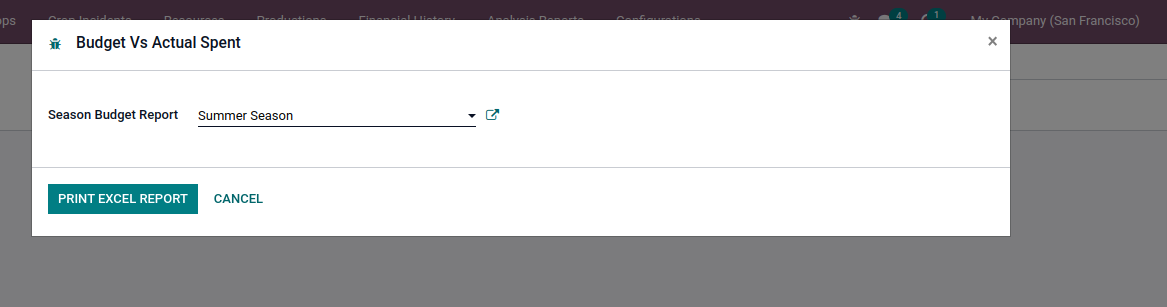 Crop Incidents Resources Productions Financial History Analysis Reports Configurations 4 1 My Company (San Francisco)
Budget Vs Actual Spent ×
Season Budget Report Summer Season
PRINT EXCEL REPORT CANCEL